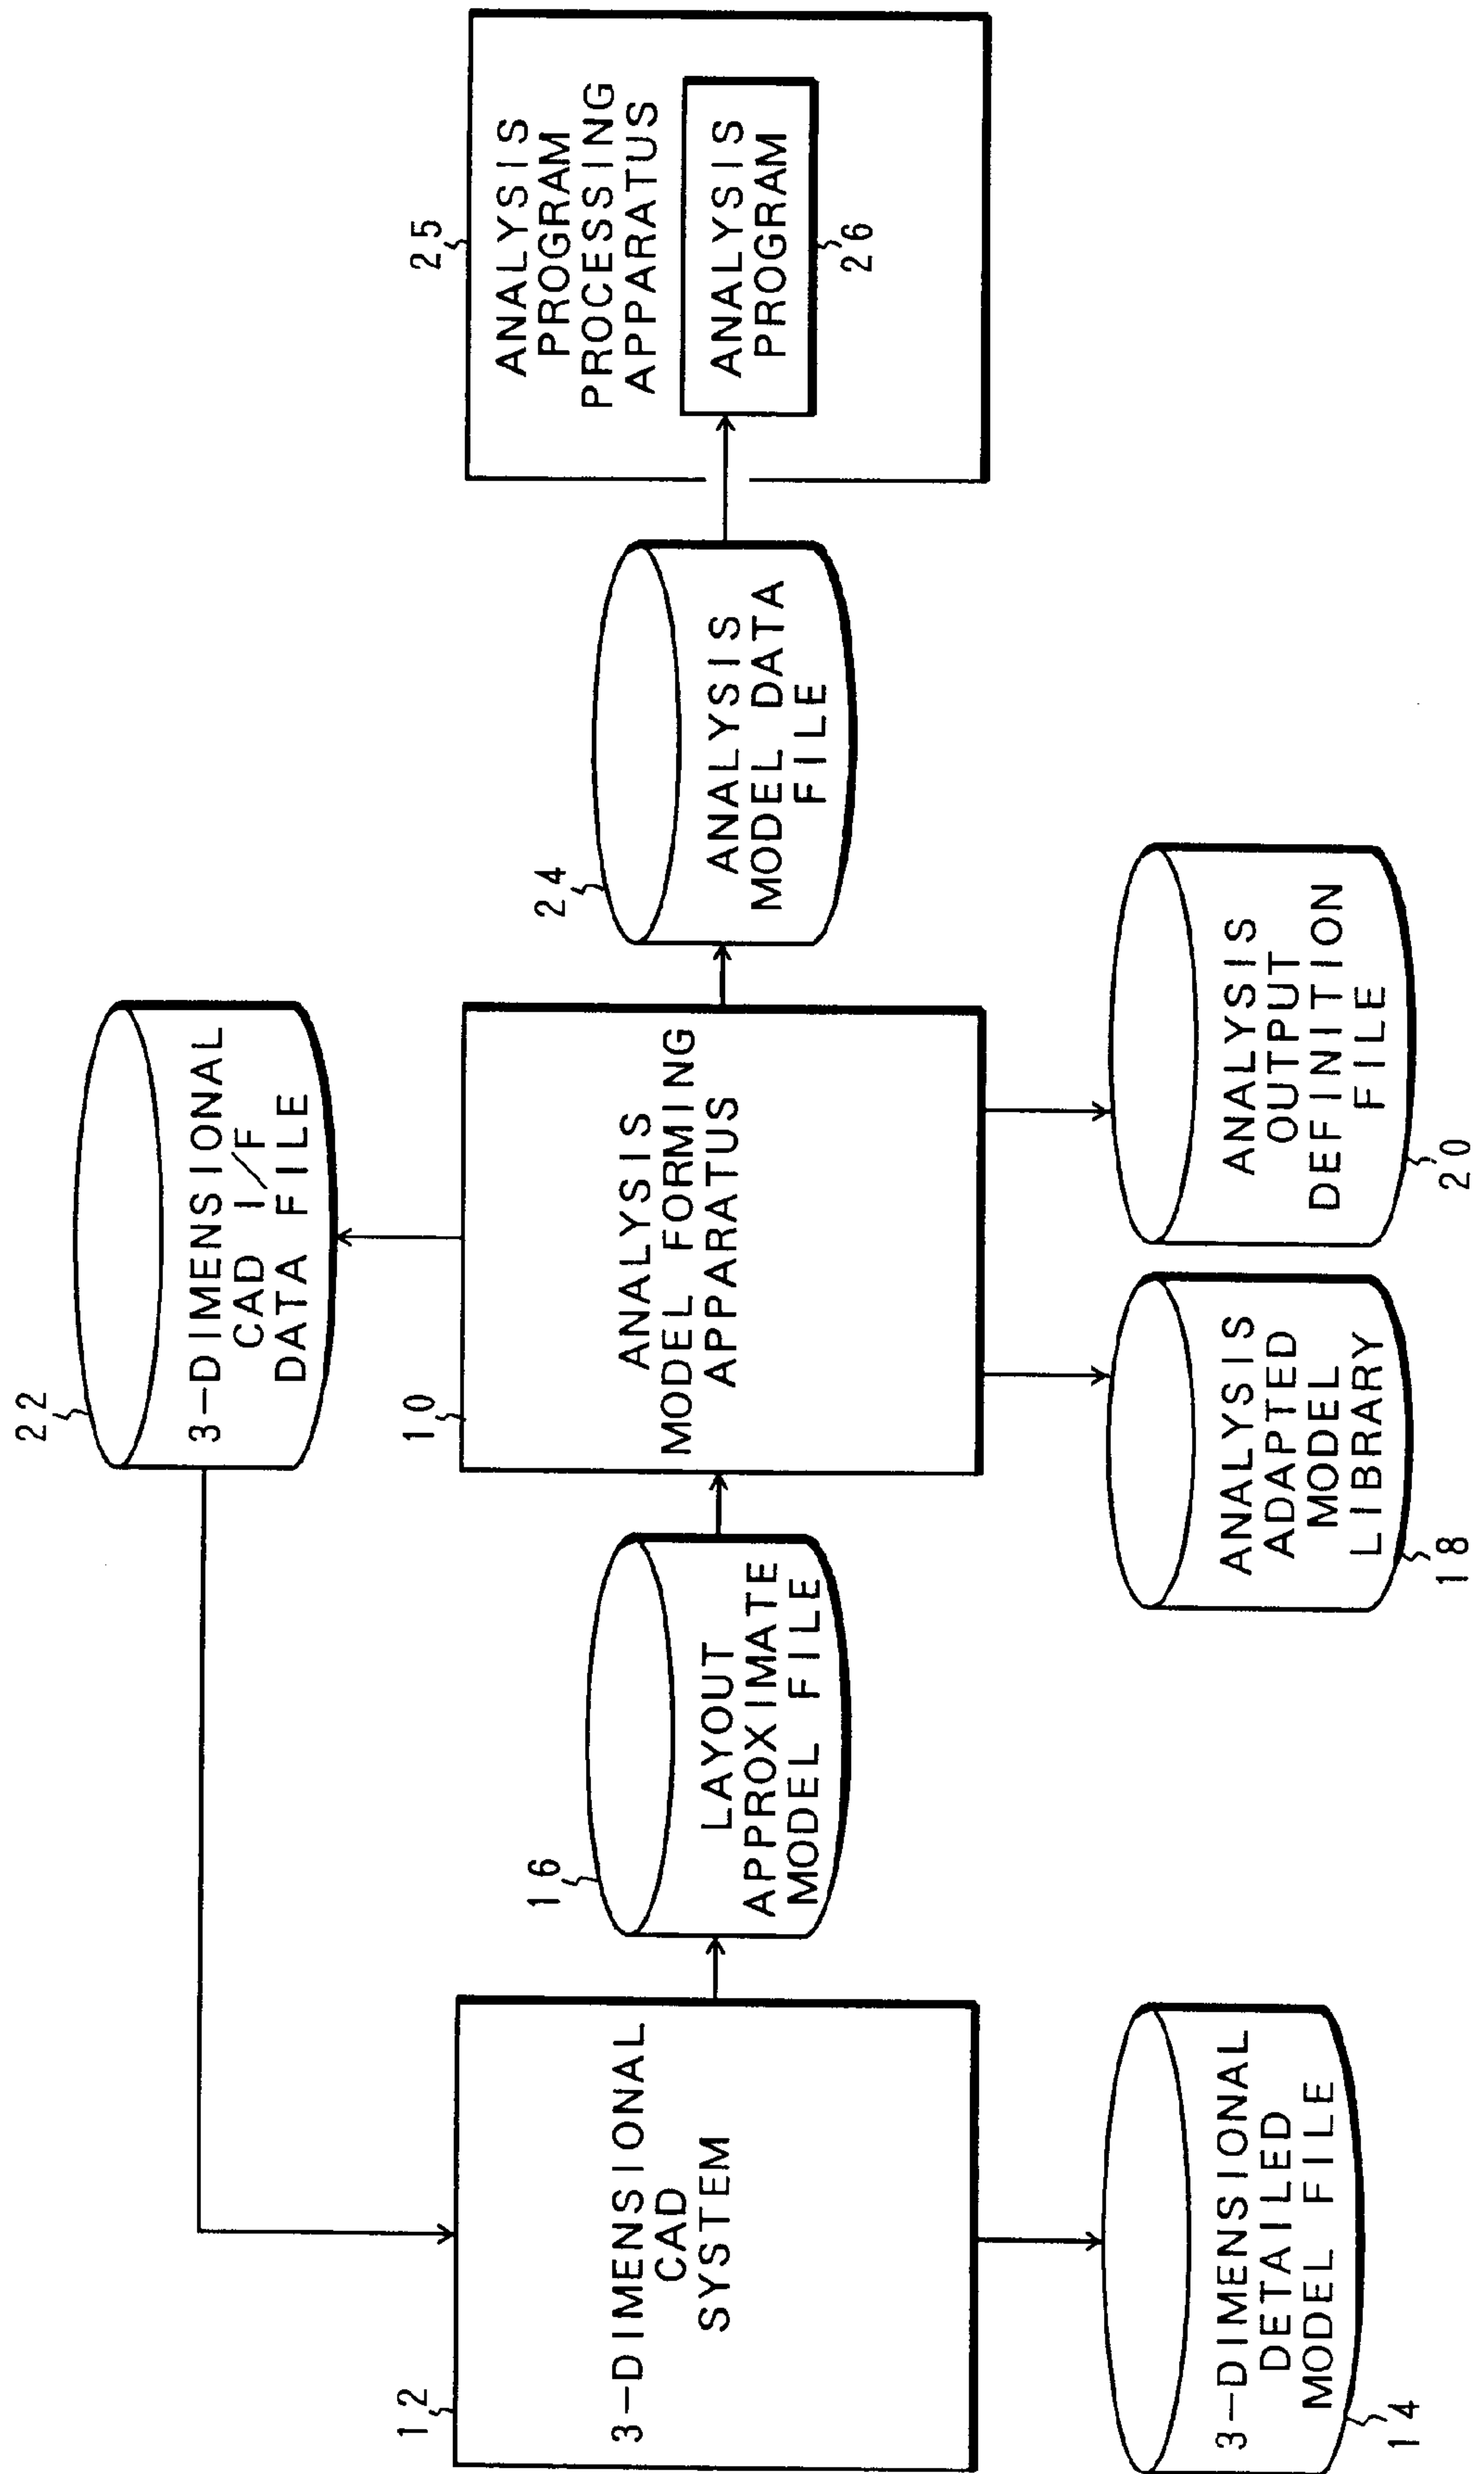 22
3-DIMENSIONAL
CAD I/F
DATA FILE
12
3-DIMENSIONAL
CAD
SYSTEM
16
LAYOUT
APPROXIMATE
MODEL FILE
10
ANALYSIS
MODEL FORMING
APPARATUS
24
ANALYSIS
MODEL DATA
FILE
25
ANALYSIS
PROGRAM
PROCESSING
APPARATUS
ANALYSIS
PROGRAM
26
3-DIMENSIONAL
DETAILED
MODEL FILE
14
ANALYSIS
ADAPTED
MODEL
LIBRARY
18
ANALYSIS
OUTPUT
DEFINITION
FILE
20